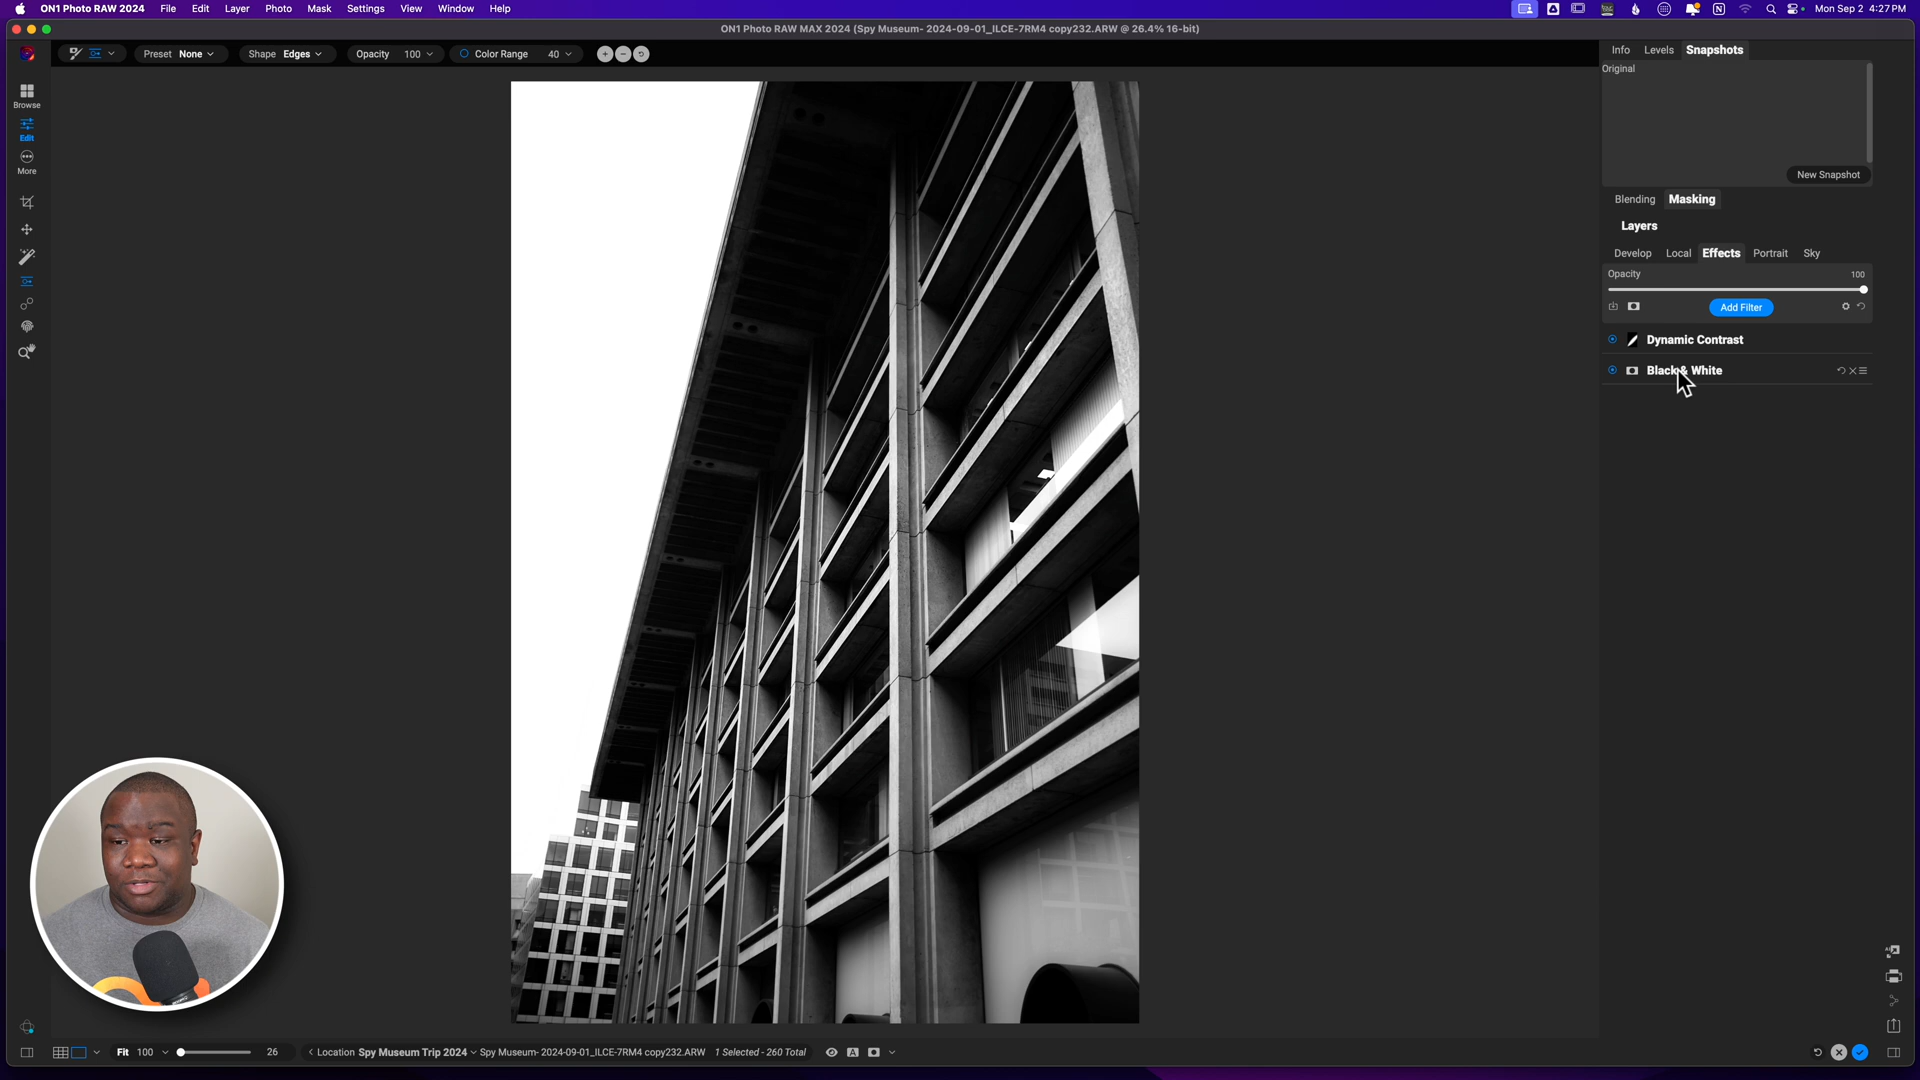 ON1 Photo RAW 2024 File Edit Layer Photo Mask Settings View Window Help Mon Sep 2 4:27 PM
ON1 Photo RAW MAX 2024 (Spy Museum- 2024-09-01_ILCE-7RM4 copy232.ARW @ 26.4% 16-bit)
Preset None Shape Edges Opacity 100 Color Range 40
Info Levels Snapshots
Original
New Snapshot
Browse
Edit
More
Blending Masking
Layers
Develop Local Effects Portrait Sky
Opacity 100
Add Filter
Dynamic Contrast
Black & White
Fit 100 26 Location Spy Museum Trip 2024 Spy Museum- 2024-09-01_ILCE-7RM4 copy232.ARW 1 Selected - 260 Total